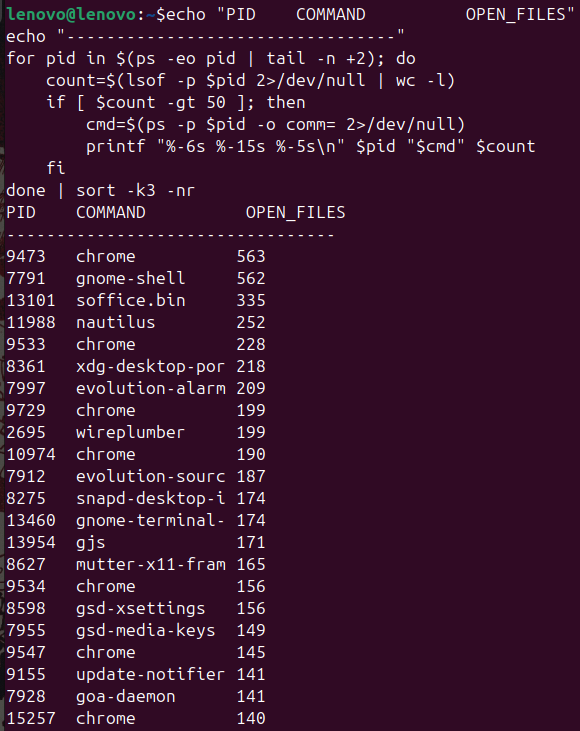 lenovo@lenovo:~$echo "PID    COMMAND          OPEN_FILES"
echo "---------------------------------"
for pid in $(ps -eo pid | tail -n +2); do
    count=$(lsof -p $pid 2>/dev/null | wc -l)
    if [ $count -gt 50 ]; then
        cmd=$(ps -p $pid -o comm= 2>/dev/null)
        printf "%-6s %-15s %-5s\n" $pid "$cmd" $count
    fi
done | sort -k3 -nr
PID    COMMAND          OPEN_FILES
---------------------------------
9473   chrome          563
7791   gnome-shell     562
13101  soffice.bin     335
11988  nautilus        252
9533   chrome          228
8361   xdg-desktop-por 218
7997   evolution-alarm 209
9729   chrome          199
2695   wireplumber     199
10974  chrome          190
7912   evolution-sourc 187
8275   snapd-desktop-i 174
13460  gnome-terminal- 174
13954  gjs             171
8627   mutter-x11-fram 165
9534   chrome          156
8598   gsd-xsettings   156
7955   gsd-media-keys  149
9547   chrome          145
9155   update-notifier 141
7928   goa-daemon      141
15257  chrome          140